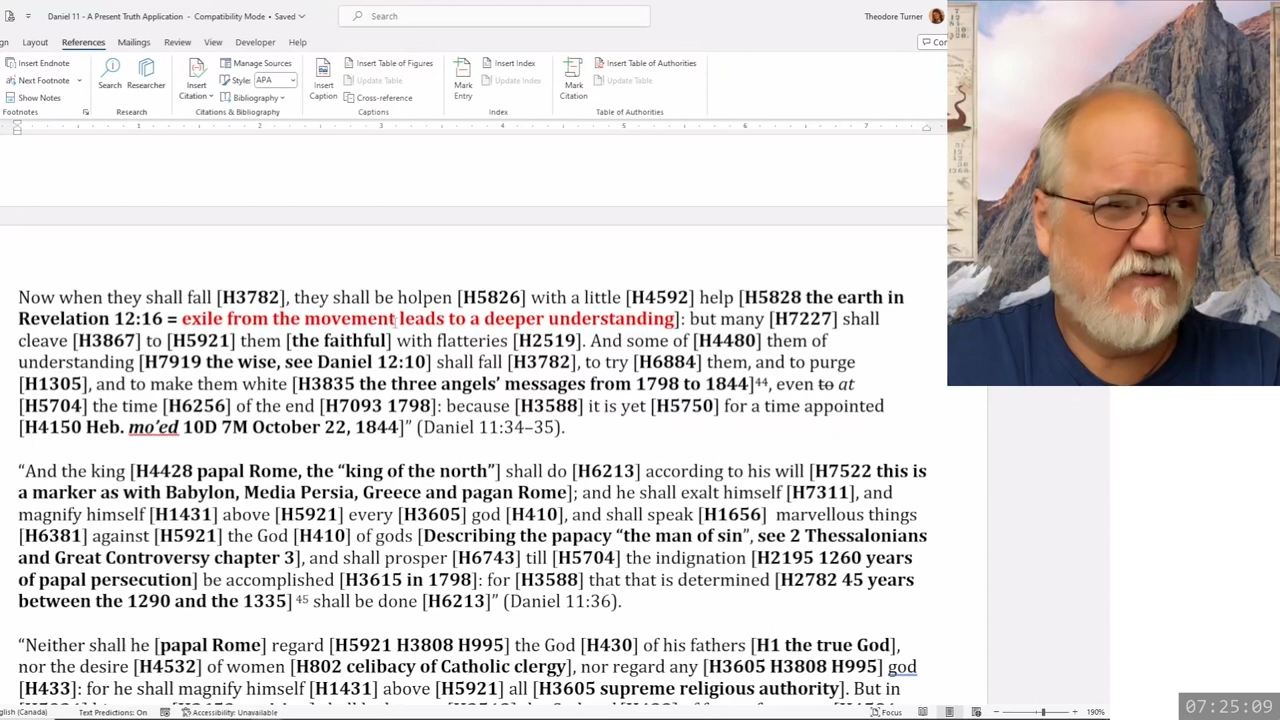 Daniel 11 - A Present Truth Application - Compatibility Mode • Saved
Search
Theodore Turner
Layout References Mailings Review View Developer Help
Insert Endnote
Next Footnote
Show Notes
Footnotes
Search
Researcher
Research
Insert Citation
Manage Sources
Style: APA
Bibliography
Citations & Bibliography
Insert Caption
Insert Table of Figures
Update Table
Cross-reference
Captions
Mark Entry
Insert Index
Update Index
Index
Mark Citation
Insert Table of Authorities
Update Table
Table of Authorities
1 2 3 4 5 6 7
Now when they shall fall [H3782], they shall be holpen [H5826] with a little [H4592] help [H5828 the earth in
Revelation 12:16 = exile from the movement leads to a deeper understanding]: but many [H7227] shall
cleave [H3867] to [H5921] them [the faithful] with flatteries [H2519]. And some of [H4480] them of
understanding [H7919 the wise, see Daniel 12:10] shall fall [H3782], to try [H6884] them, and to purge
[H1305], and to make them white [H3835 the three angels’ messages from 1798 to 1844]44, even to at
[H5704] the time [H6256] of the end [H7093 1798]: because [H3588] it is yet [H5750] for a time appointed
[H4150 Heb. mo’ed 10D 7M October 22, 1844]” (Daniel 11:34–35).
“And the king [H4428 papal Rome, the “king of the north”] shall do [H6213] according to his will [H7522 this is
a marker as with Babylon, Media Persia, Greece and pagan Rome]; and he shall exalt himself [H7311], and
magnify himself [H1431] above [H5921] every [H3605] god [H410], and shall speak [H1656] marvellous things
[H6381] against [H5921] the God [H410] of gods [Describing the papacy “the man of sin”, see 2 Thessalonians
and Great Controversy chapter 3], and shall prosper [H6743] till [H5704] the indignation [H2195 1260 years
of papal persecution] be accomplished [H3615 in 1798]: for [H3588] that that is determined [H2782 45 years
between the 1290 and the 1335] 45 shall be done [H6213]” (Daniel 11:36).
“Neither shall he [papal Rome] regard [H5921 H3808 H995] the God [H430] of his fathers [H1 the true God],
nor the desire [H4532] of women [H802 celibacy of Catholic clergy], nor regard any [H3605 H3808 H995] god
[H433]: for he shall magnify himself [H1431] above [H5921] all [H3605 supreme religious authority]. But in
English (Canada) Text Predictions: On Accessibility: Unavailable Focus 190%
07:25:09